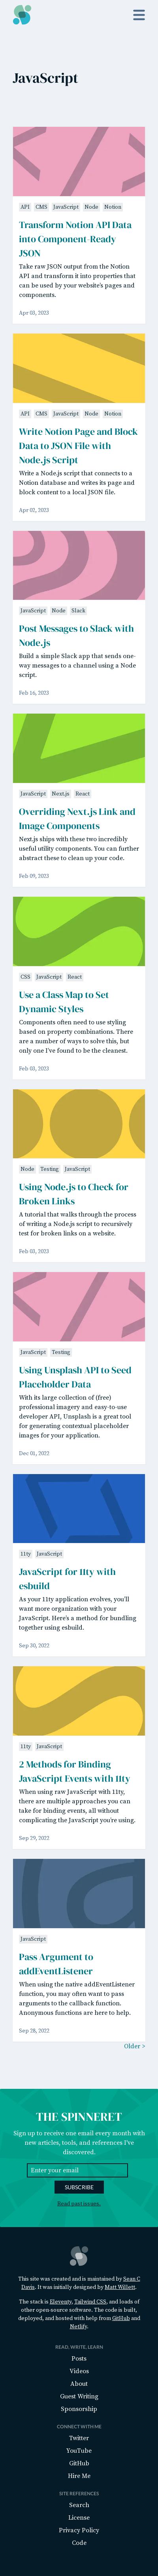 JavaScript
API CMS JavaScript Node Notion
Transform Notion API Data
into Component-Ready
JSON
Take raw JSON output from the Notion
API and transform it into properties that
can be used by your website's pages and
components.
Apr 03, 2023
API CMS JavaScript Node Notion
Write Notion Page and Block
Data to JSON File with
Node.js Script
Write a Node.js script that connects to a
Notion database and writes its page and
block content to a local JSON file.
Apr 02, 2023
JavaScript Node Slack
Post Messages to Slack with
Node.js
Build a simple Slack app that sends one-
way messages to a channel using a Node
script.
Feb 14, 2023
JavaScript Next.js React
Overriding Next.js Link and
Image Components
Next.js ships with these two incredibly
useful utility components. You can further
abstract these to clean up your code.
Feb 09, 2023
CSS JavaScript React
Use a Class Map to Set
Dynamic Styles
Components often need to use styling
based on property combinations. There
are a number of ways to solve this, but
only one I've found to be the cleanest.
Feb 03, 2023
Node Testing JavaScript
Using Node.js to Check for
Broken Links
A tutorial that walks through the process
of writing a Node.js script to recursively
test for broken links on a website.
Feb 03, 2023
JavaScript Testing
Using Unsplash API to Seed
Placeholder Data
With its large collection of (free)
professional imagery and easy-to-use
developer API, Unsplash is a great tool
for generating contextual placeholder
images for your application.
Dec 01, 2022
11ty JavaScript
JavaScript for 11ty with
esbuild
As your 11ty application evolves, you'll
want more organization with your
JavaScript. Here's a method for bundling
together using esbuild.
Sep 30, 2022
11ty JavaScript
2 Methods for Binding
JavaScript Events with 11ty
When using raw JavaScript with 11ty,
there are multiple approaches you can
take for binding events, all without
complicating the JavaScript you're using.
Sep 29, 2022
JavaScript
Pass Argument to
addEventListener
When using the native addEventListener
function, you may often want to pass
arguments to the callback function.
Anonymous functions are here to help.
Sep 28, 2022
Older >
THE SPINNERET
Sign up to receive one email every month with
new articles, notes, and references I've
discovered.
Enter your email
SUBSCRIBE
Read past issues.
This site was created and is maintained by Sean C
Davis. It was initially designed by Matt Willett.
The stack is Eleventy, Tailwind CSS, and loads of
other open-source software. The code is built,
deployed, and hosted with help from GitHub and
Netlify.
READ, WRITE, LEARN
Posts
Videos
About
Guest Writing
Sponsorship
CONNECT WITH ME
Twitter
YouTube
GitHub
Hire Me
SITE REFERENCES
Search
License
Privacy Policy
Code